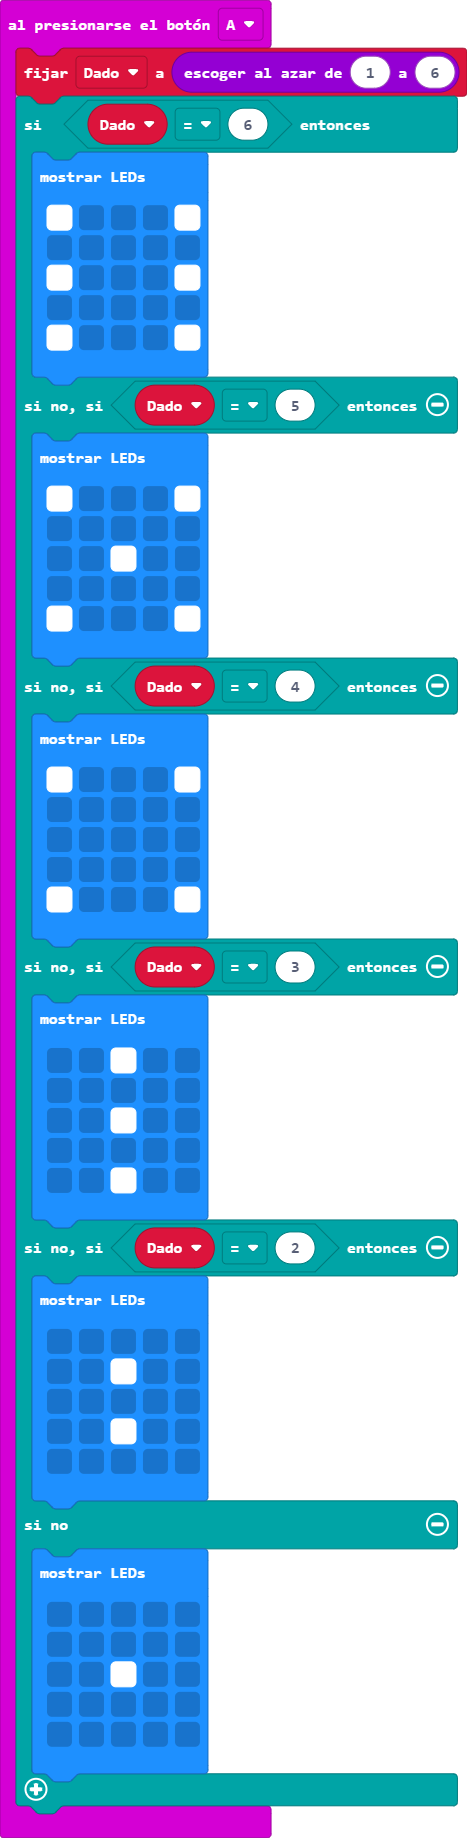 al presionarse el botón A
fijar Dado a escoger al azar de 1 a 6
si Dado = 6 entonces
mostrar LEDs
si no, si Dado = 5 entonces
mostrar LEDs
si no, si Dado = 4 entonces
mostrar LEDs
si no, si Dado = 3 entonces
mostrar LEDs
si no, si Dado = 2 entonces
mostrar LEDs
si no
mostrar LEDs